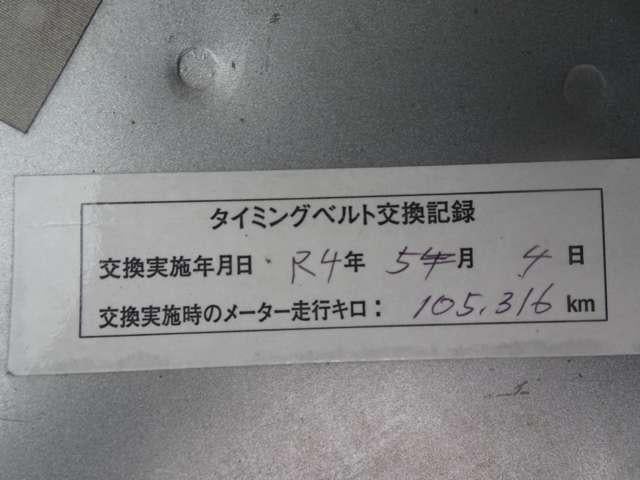 タイミングベルト交換記録
交換実施年月日 R4年 5月 4日
交換実施時のメーター走行キロ: 105,316 km